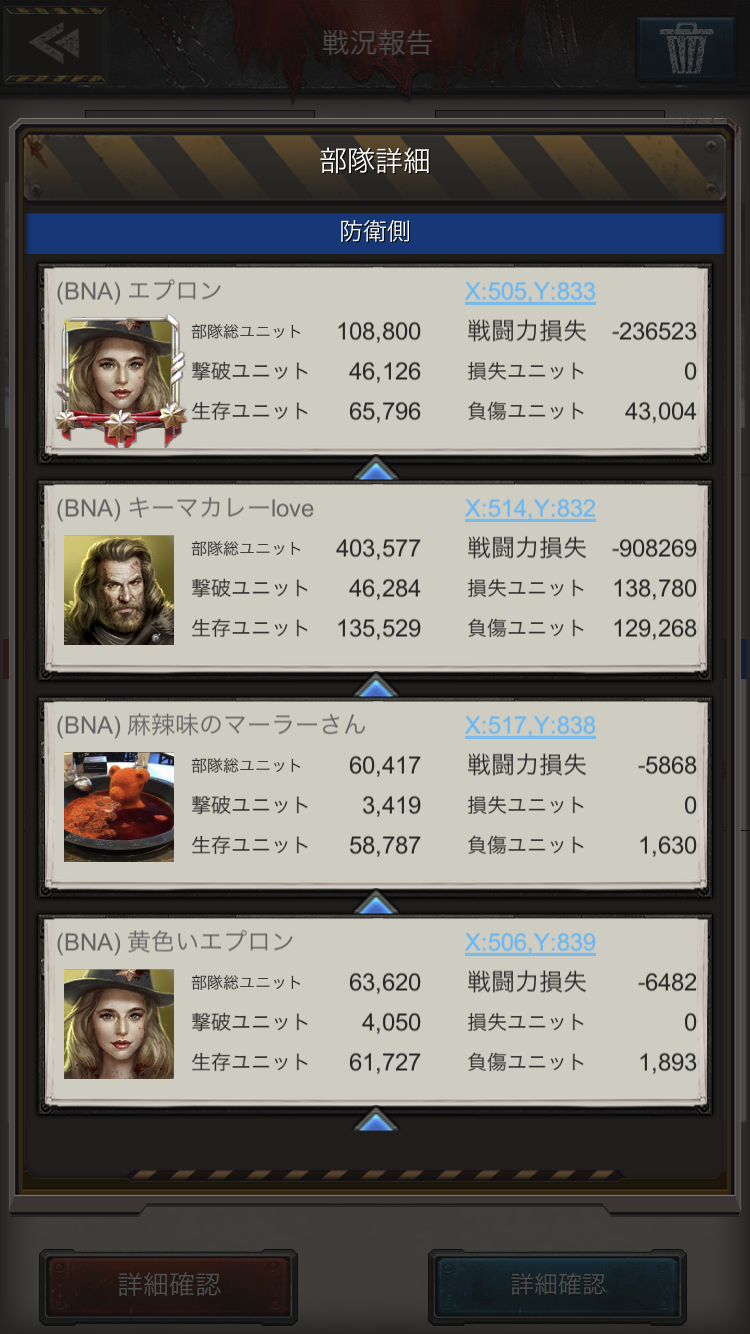 戦況報告
部隊詳細
防衛側
(BNA) エプロン X:505,Y:833
部隊総ユニット 108,800 戦闘力損失 -236523
撃破ユニット 46,126 損失ユニット 0
生存ユニット 65,796 負傷ユニット 43,004
(BNA) キーマカレーlove X:514,Y:832
部隊総ユニット 403,577 戦闘力損失 -908269
撃破ユニット 46,284 損失ユニット 138,780
生存ユニット 135,529 負傷ユニット 129,268
(BNA) 麻辣味のマーラーさん X:517,Y:838
部隊総ユニット 60,417 戦闘力損失 -5868
撃破ユニット 3,419 損失ユニット 0
生存ユニット 58,787 負傷ユニット 1,630
(BNA) 黄色いエプロン X:506,Y:839
部隊総ユニット 63,620 戦闘力損失 -6482
撃破ユニット 4,050 損失ユニット 0
生存ユニット 61,727 負傷ユニット 1,893
詳細確認 詳細確認